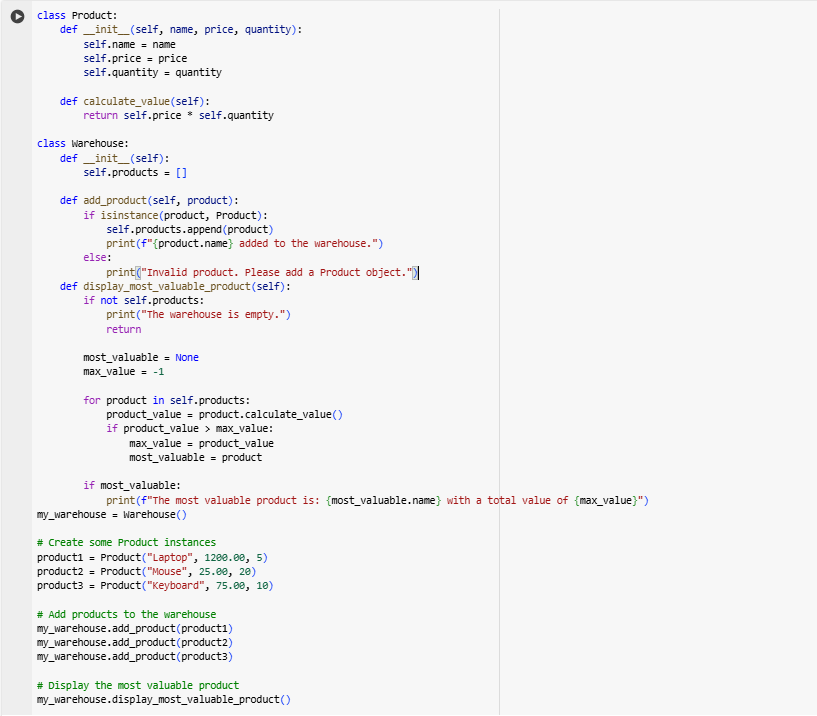 class Product:
    def __init__(self, name, price, quantity):
        self.name = name
        self.price = price
        self.quantity = quantity

    def calculate_value(self):
        return self.price * self.quantity

class Warehouse:
    def __init__(self):
        self.products = []

    def add_product(self, product):
        if isinstance(product, Product):
            self.products.append(product)
            print(f"{product.name} added to the warehouse.")
        else:
            print("Invalid product. Please add a Product object.")
    def display_most_valuable_product(self):
        if not self.products:
            print("The warehouse is empty.")
            return

        most_valuable = None
        max_value = -1

        for product in self.products:
            product_value = product.calculate_value()
            if product_value > max_value:
                max_value = product_value
                most_valuable = product

        if most_valuable:
            print(f"The most valuable product is: {most_valuable.name} with a total value of {max_value}")
my_warehouse = Warehouse()

# Create some Product instances
product1 = Product("Laptop", 1200.00, 5)
product2 = Product("Mouse", 25.00, 20)
product3 = Product("Keyboard", 75.00, 10)

# Add products to the warehouse
my_warehouse.add_product(product1)
my_warehouse.add_product(product2)
my_warehouse.add_product(product3)

# Display the most valuable product
my_warehouse.display_most_valuable_product()